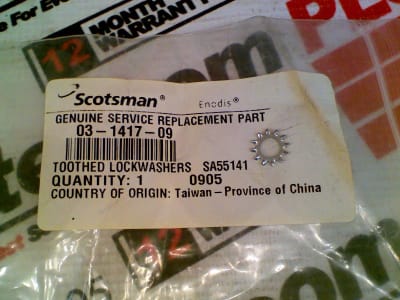 12 MONTH
WARRANTY
Scotsman® Enodis®
GENUINE SERVICE REPLACEMENT PART
03-1417-09
TOOTHED LOCKWASHERS SA55141
QUANTITY: 1 0905
COUNTRY OF ORIGIN: Taiwan-Province of China
12